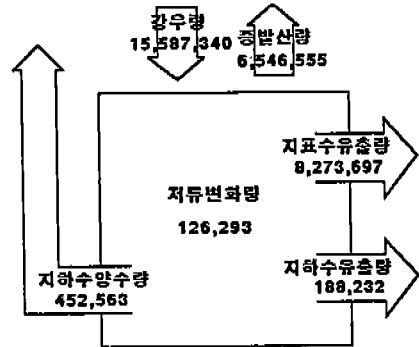 강우량
15,587,340
증발산량
6,546,555
지표수유출량
8,273,697
저류변화량
126,293
지하수양수량
452,563
지하수유출량
188,232